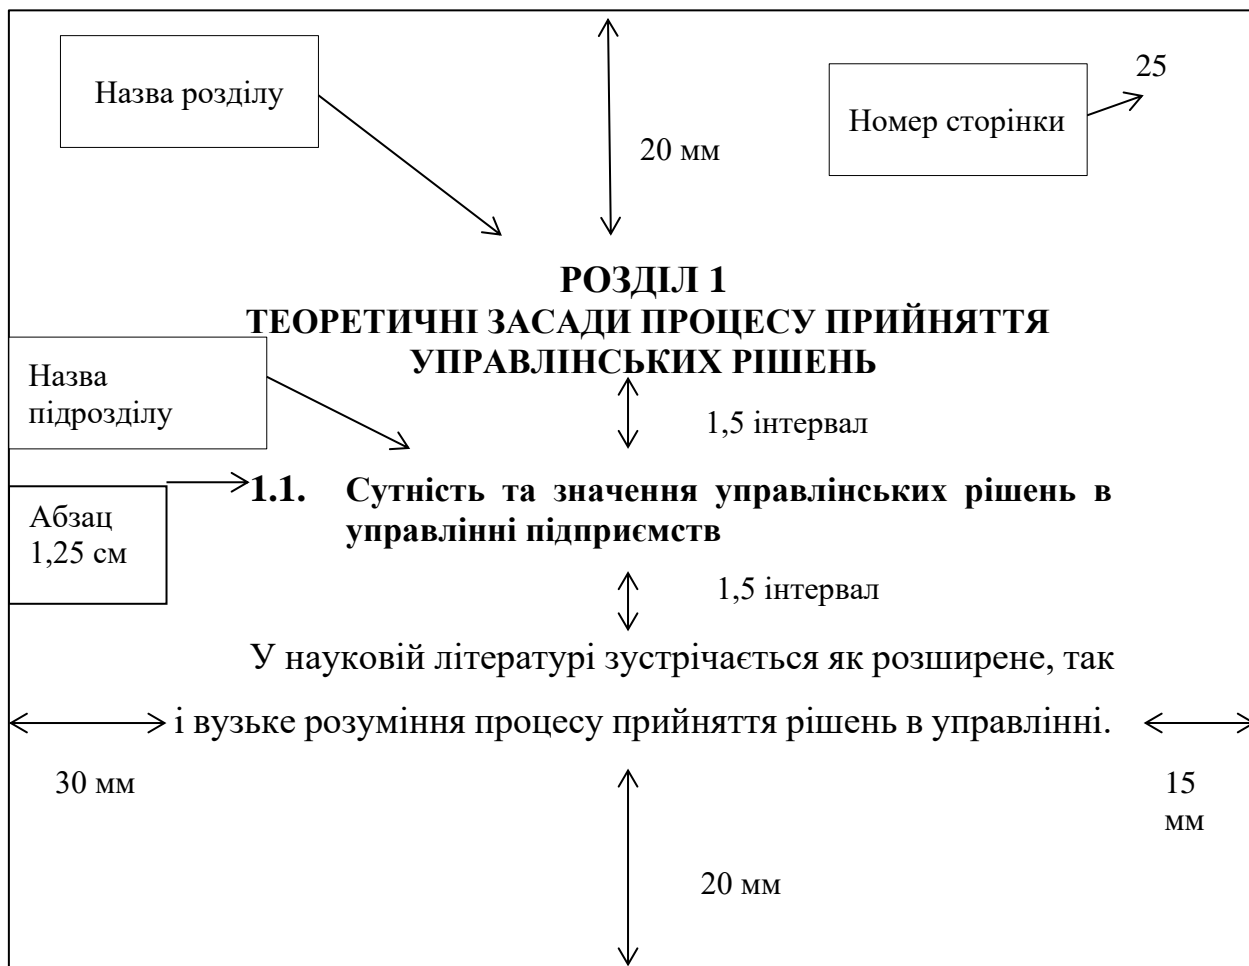 25
Назва розділу
Номер сторінки
20 мм
РОЗДІЛ 1
ТЕОРЕТИЧНІ ЗАСАДИ ПРОЦЕСУ ПРИЙНЯТТЯ
УПРАВЛІНСЬКИХ РІШЕНЬ
Назва
підрозділу
1,5 інтервал
1.1. Сутність та значення управлінських рішень в
управлінні підприємств
Абзац
1,25 см
1,5 інтервал
У науковій літературі зустрічається як розширене, так
і вузьке розуміння процесу прийняття рішень в управлінні.
30 мм
15
мм
20 мм